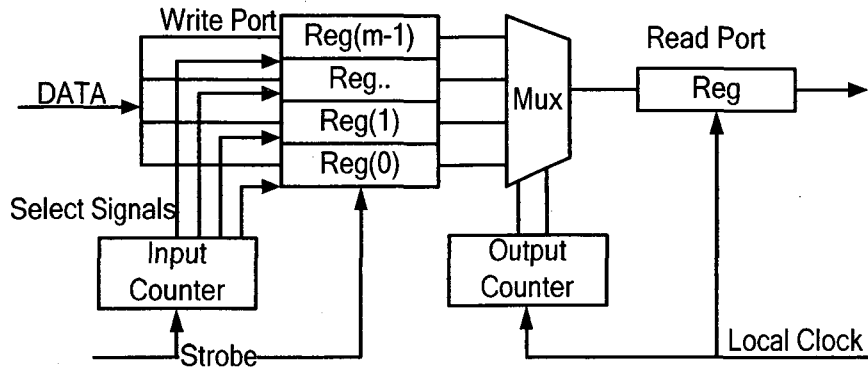 Write Port
Reg(m-1)
Reg..
Reg(1)
Reg(0)
DATA
Mux
Read Port
Reg
Select Signals
Input
Counter
Output
Counter
Strobe
Local Clock